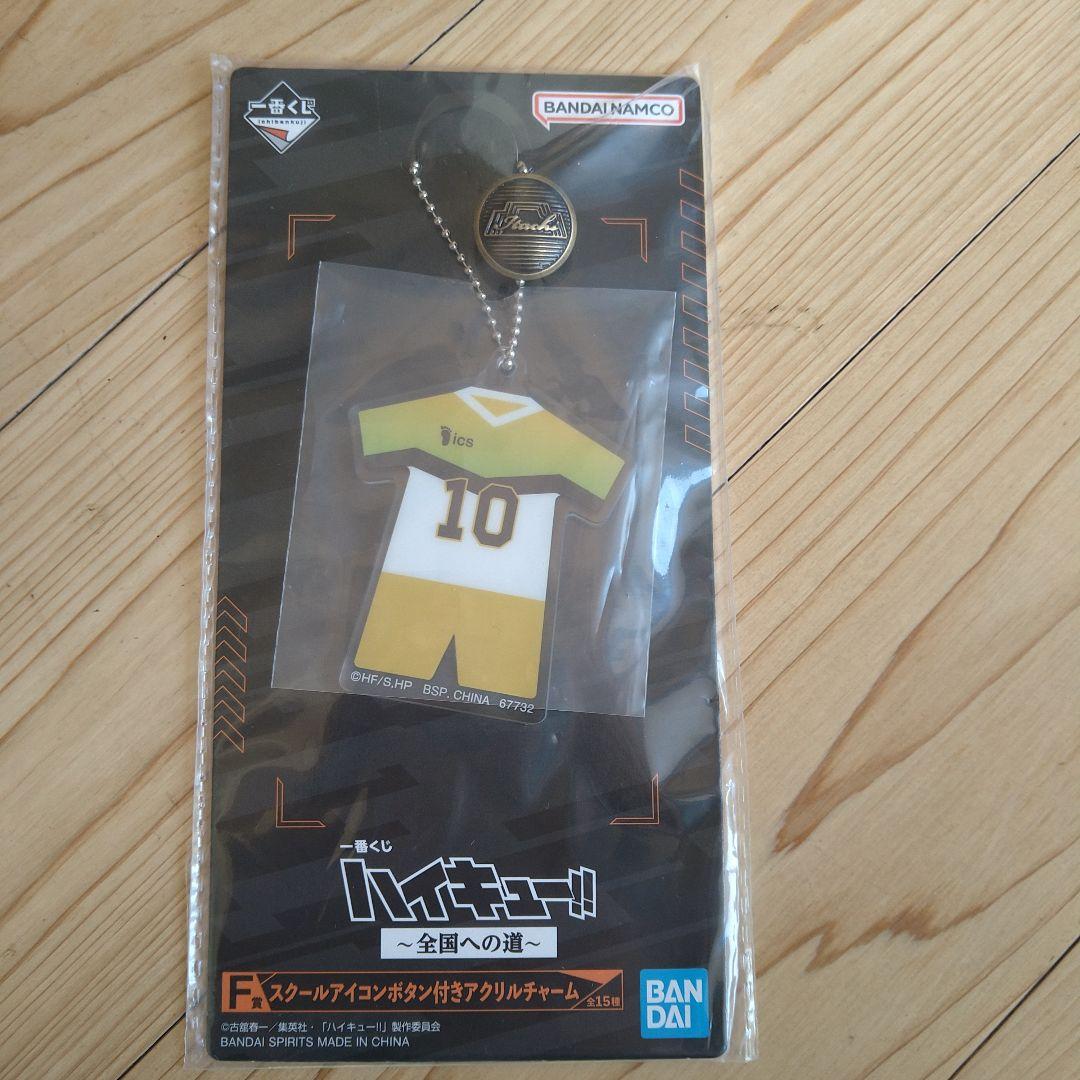 一番くじ
ichibankuji
BANDAI NAMCO
Itachi
ics
10
©HF/S.HP BSP. CHINA 67732
一番くじ
ハイキュー!!
～全国への道～
F賞 スクールアイコンボタン付きアクリルチャーム 全15種
©古舘春一／集英社・「ハイキュー!!」製作委員会
BANDAI SPIRITS MADE IN CHINA
BAN
DAI